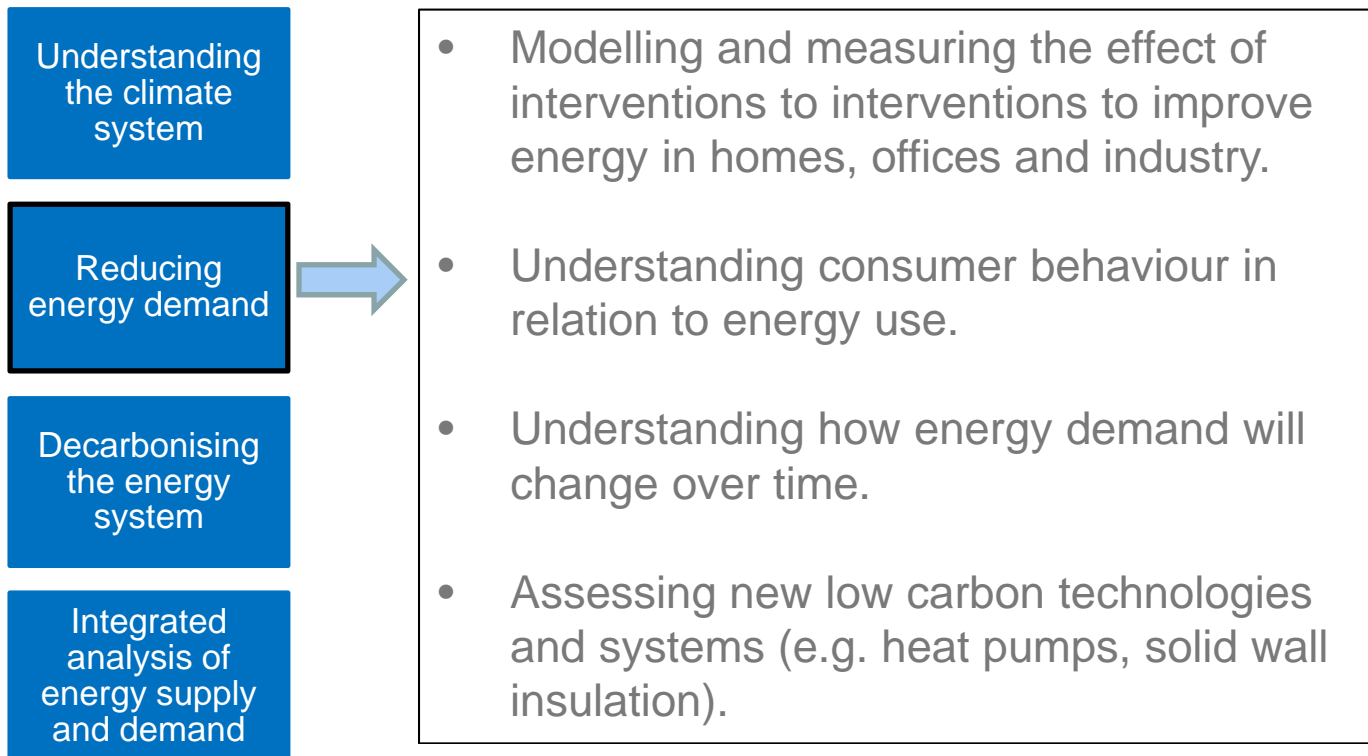 Understanding
the climate
system
Reducing
energy demand
Decarbonising
the energy
system
Integrated
analysis of
energy supply
and demand
• Modelling and measuring the effect of
interventions to interventions to improve
energy in homes, offices and industry.
• Understanding consumer behaviour in
relation to energy use.
• Understanding how energy demand will
change over time.
• Assessing new low carbon technologies
and systems (e.g. heat pumps, solid wall
insulation).